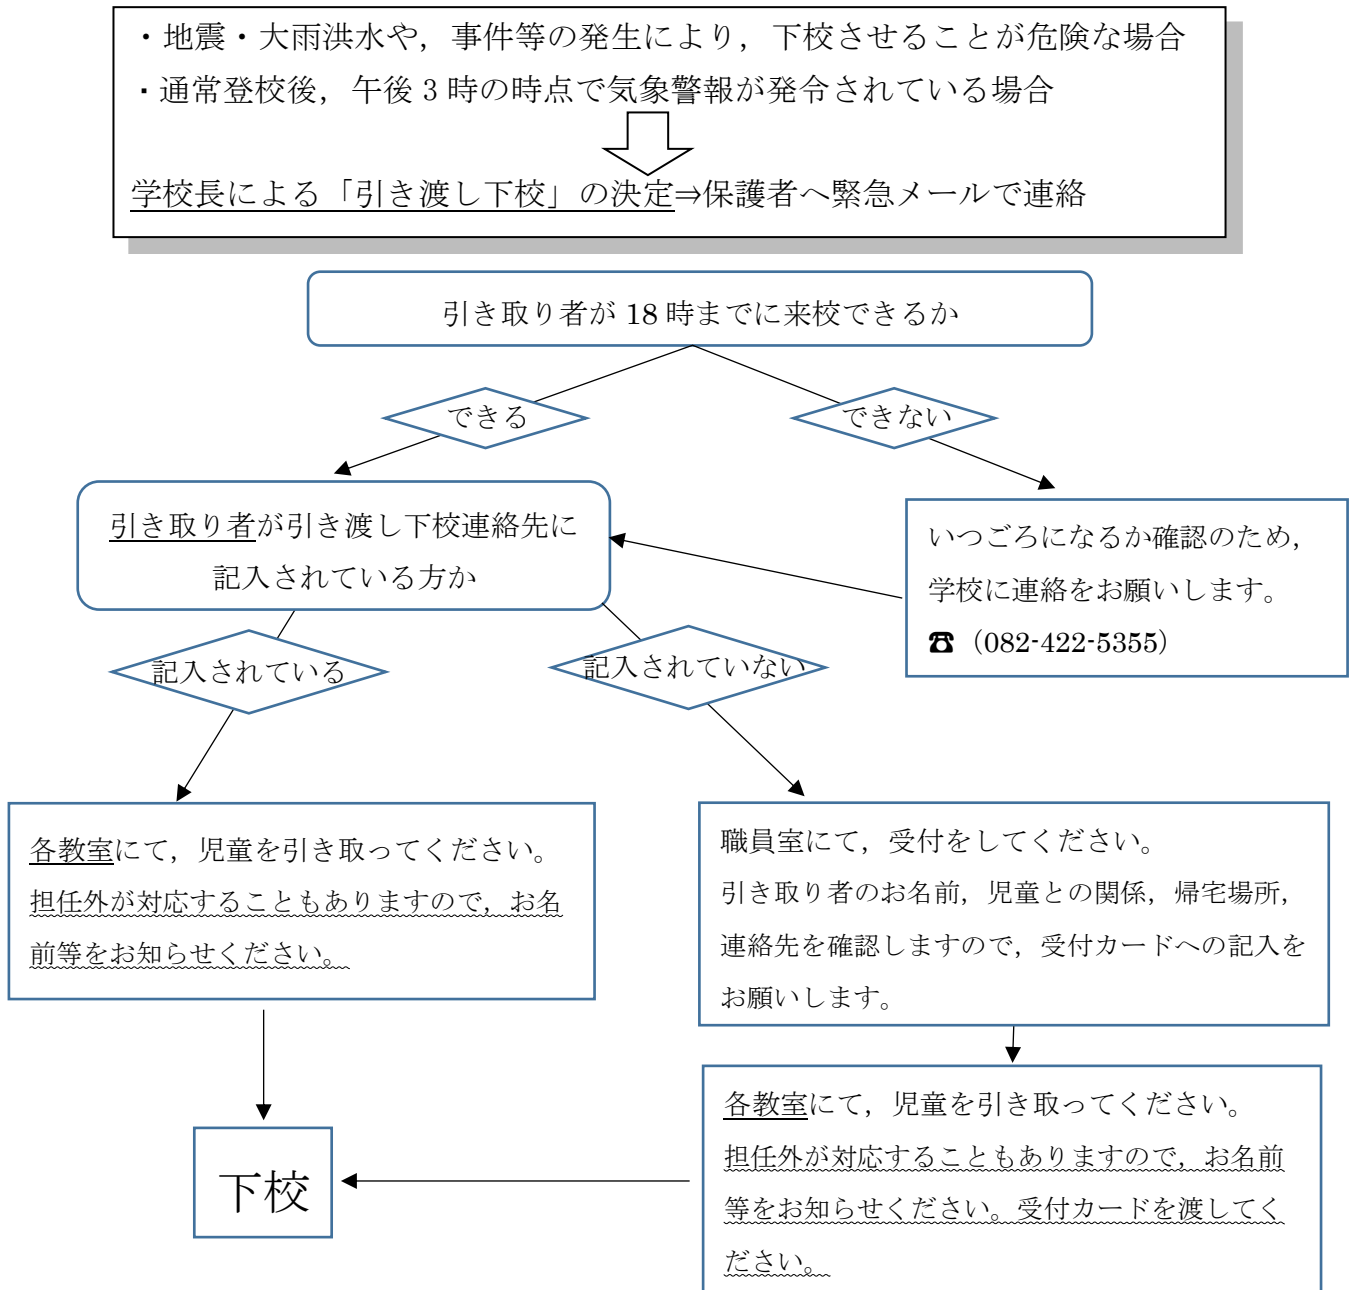 ・地震・大雨洪水や，事件等の発生により，下校させることが危険な場合
・通常登校後，午後３時の時点で気象警報が発令されている場合
学校長による「引き渡し下校」の決定⇒保護者へ緊急メールで連絡
引き取り者が 18 時までに来校できるか
できる
できない
引き取り者が引き渡し下校連絡先に
記入されている方か
いつごろになるか確認のため，
学校に連絡をお願いします。
☎（082-422-5355）
記入されている
記入されていない
各教室にて，児童を引き取ってください。
担任外が対応することもありますので，お名
前等をお知らせください。
職員室にて，受付をしてください。
引き取り者のお名前，児童との関係，帰宅場所，
連絡先を確認しますので，受付カードへの記入を
お願いします。
各教室にて，児童を引き取ってください。
担任外が対応することもありますので，お名前
等をお知らせください。受付カードを渡してく
ださい。
下校